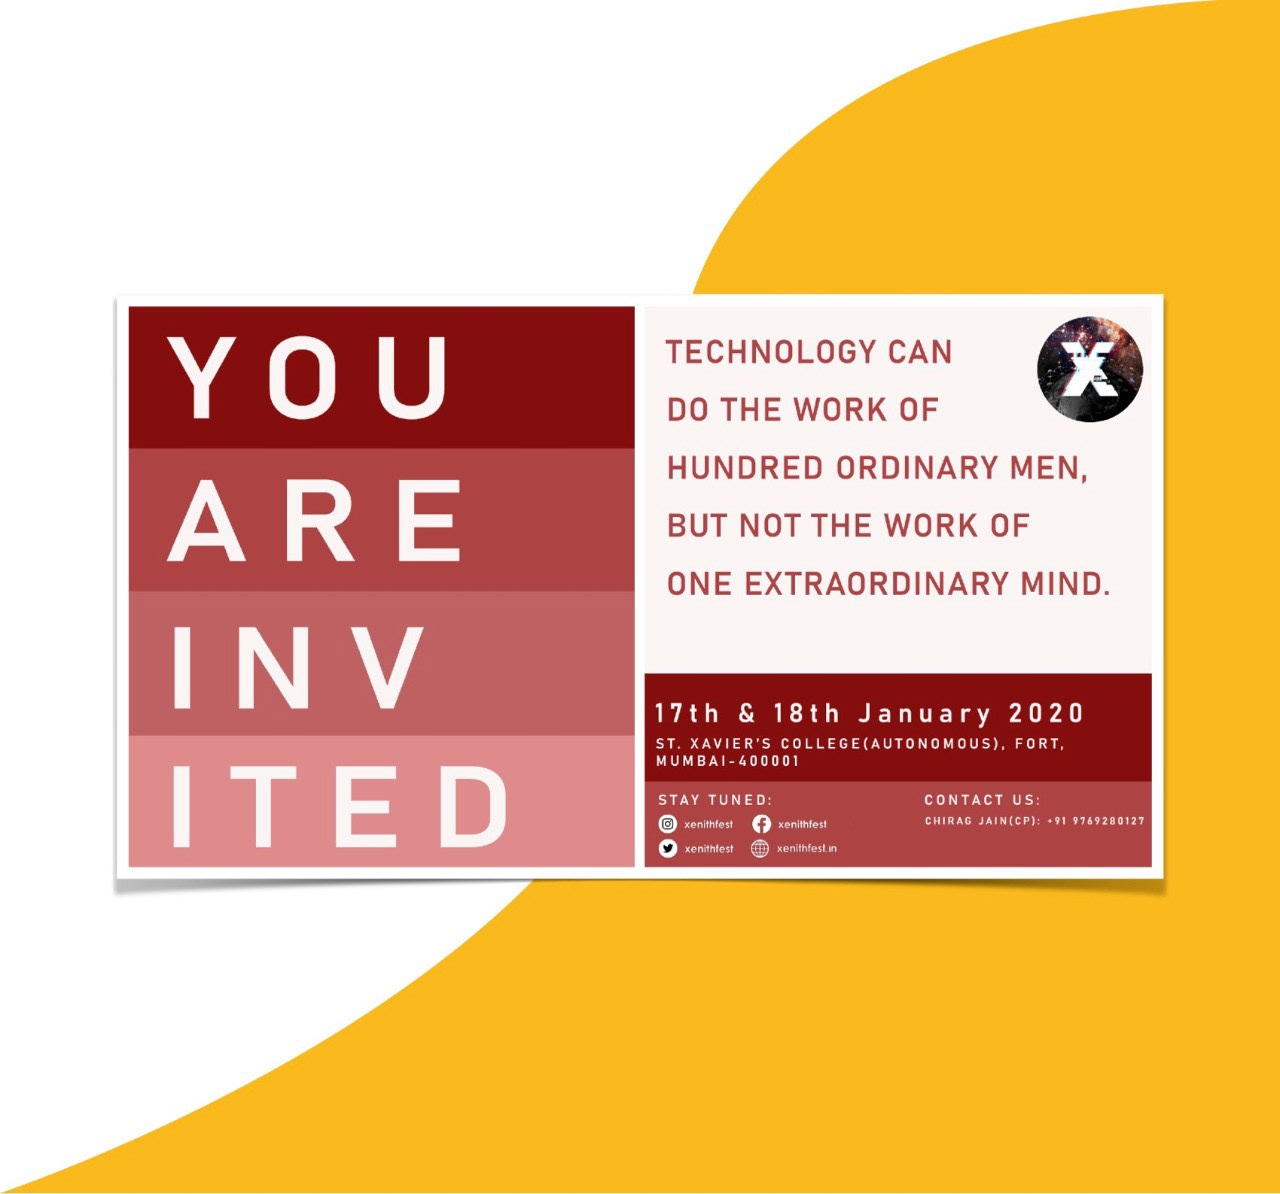 YOU
ARE
INV
ITED
TECHNOLOGY CAN
DO THE WORK OF
HUNDRED ORDINARY MEN,
BUT NOT THE WORK OF
ONE EXTRAORDINARY MIND.
17th & 18th January 2020
ST. XAVIER'S COLLEGE(AUTONOMOUS), FORT,
MUMBAI-400001
STAY TUNED:
xenithfest xenithfest
xenithfest xenithfest.in
CONTACT US:
CHIRAG JAIN(CP): +91 9769280127